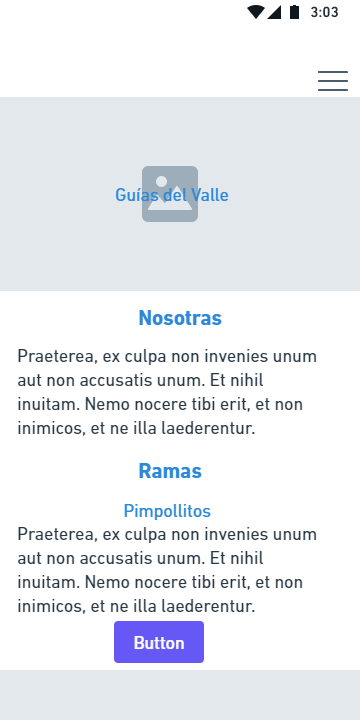 3:03
Guías del Valle
Nosotras
Praeterea, ex culpa non invenies unum
aut non accusatis unum. Et nihil
inuitam. Nemo nocere tibi erit, et non
inimicos, et ne illa laederentur.
Ramas
Pimpollitos
Praeterea, ex culpa non invenies unum
aut non accusatis unum. Et nihil
inuitam. Nemo nocere tibi erit, et non
inimicos, et ne illa laederentur.
Button